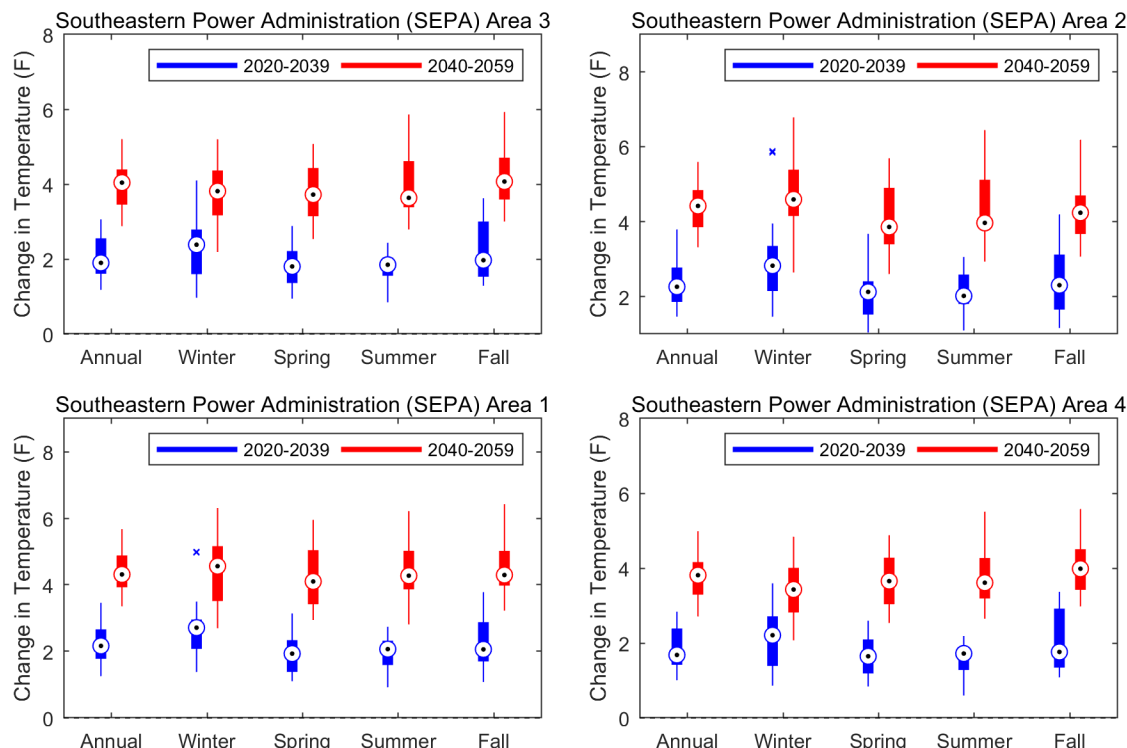 Southeastern Power Administration (SEPA) Area 3
Change in Temperature (F)
8
6
4
2
0
2020-2039 2040-2059
Annual Winter Spring Summer Fall
Southeastern Power Administration (SEPA) Area 2
Change in Temperature (F)
8
6
4
2
2020-2039 2040-2059
Annual Winter Spring Summer Fall
Southeastern Power Administration (SEPA) Area 1
Change in Temperature (F)
8
6
4
2
0
2020-2039 2040-2059
Annual Winter Spring Summer Fall
Southeastern Power Administration (SEPA) Area 4
Change in Temperature (F)
8
6
4
2
0
2020-2039 2040-2059
Annual Winter Spring Summer Fall